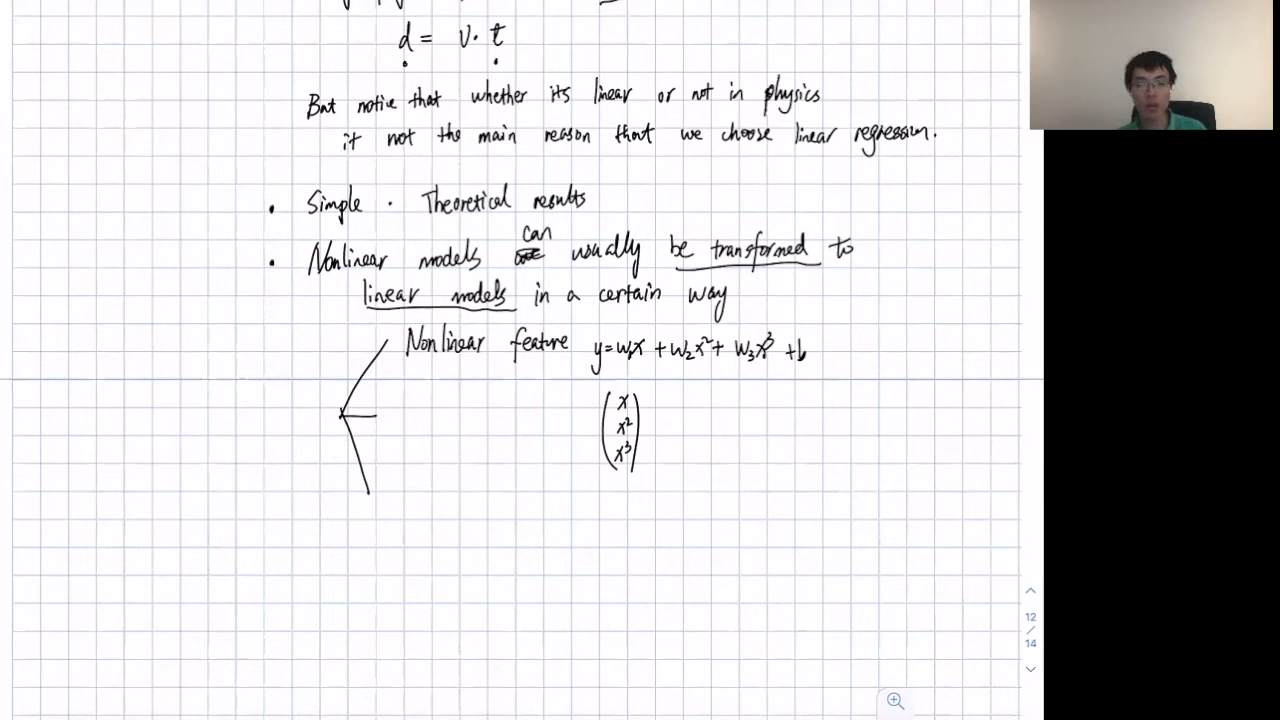 d = v · t
But notice that whether its linear or not in physics
it not the main reason that we choose linear regression.
• Simple · Theoretical results
can
• Nonlinear models usually be transformed to
linear models in a certain way
Nonlinear feature y = w₁x + w₂x² + w₃x³ + b
x
x²
x³
12
/
14